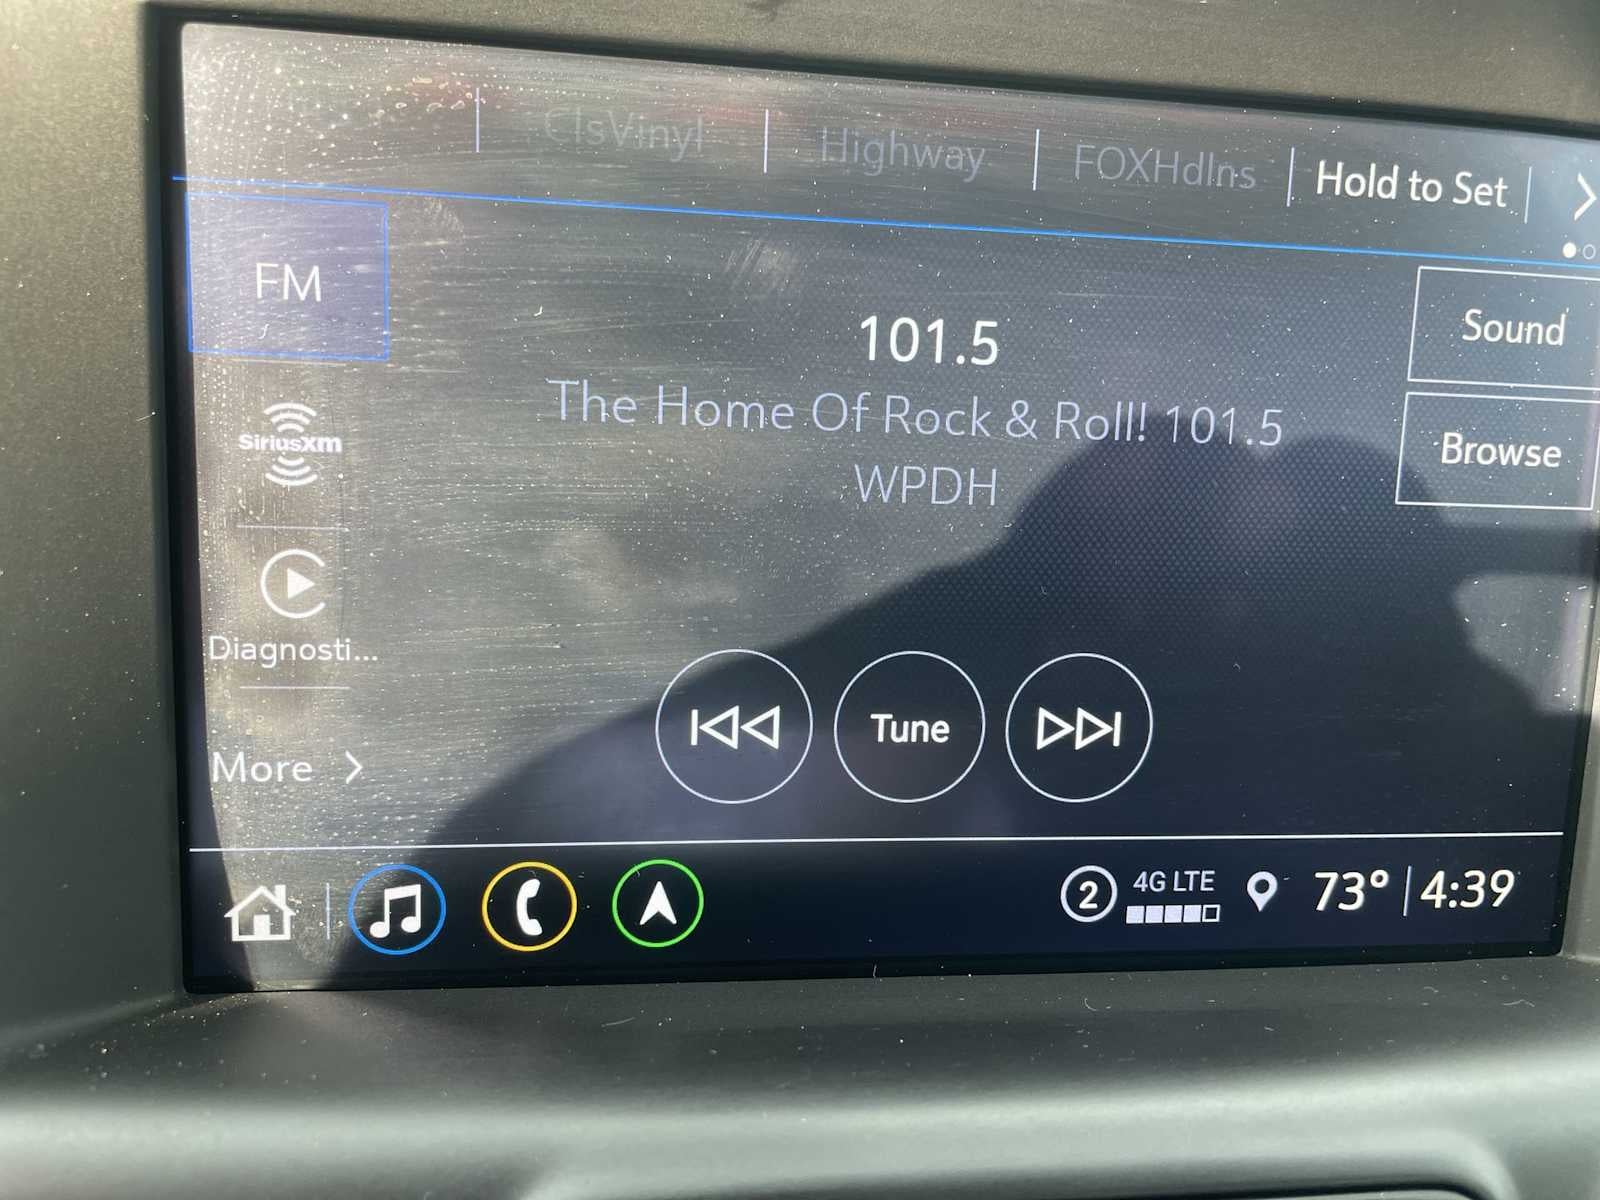 ClsVinyl
Highway
FOXHdlns
Hold to Set
FM
101.5
The Home Of Rock & Roll! 101.5
WPDH
Sound
Browse
SiriusXm
Diagnosti...
More
Tune
2
4G LTE
73°
4:39